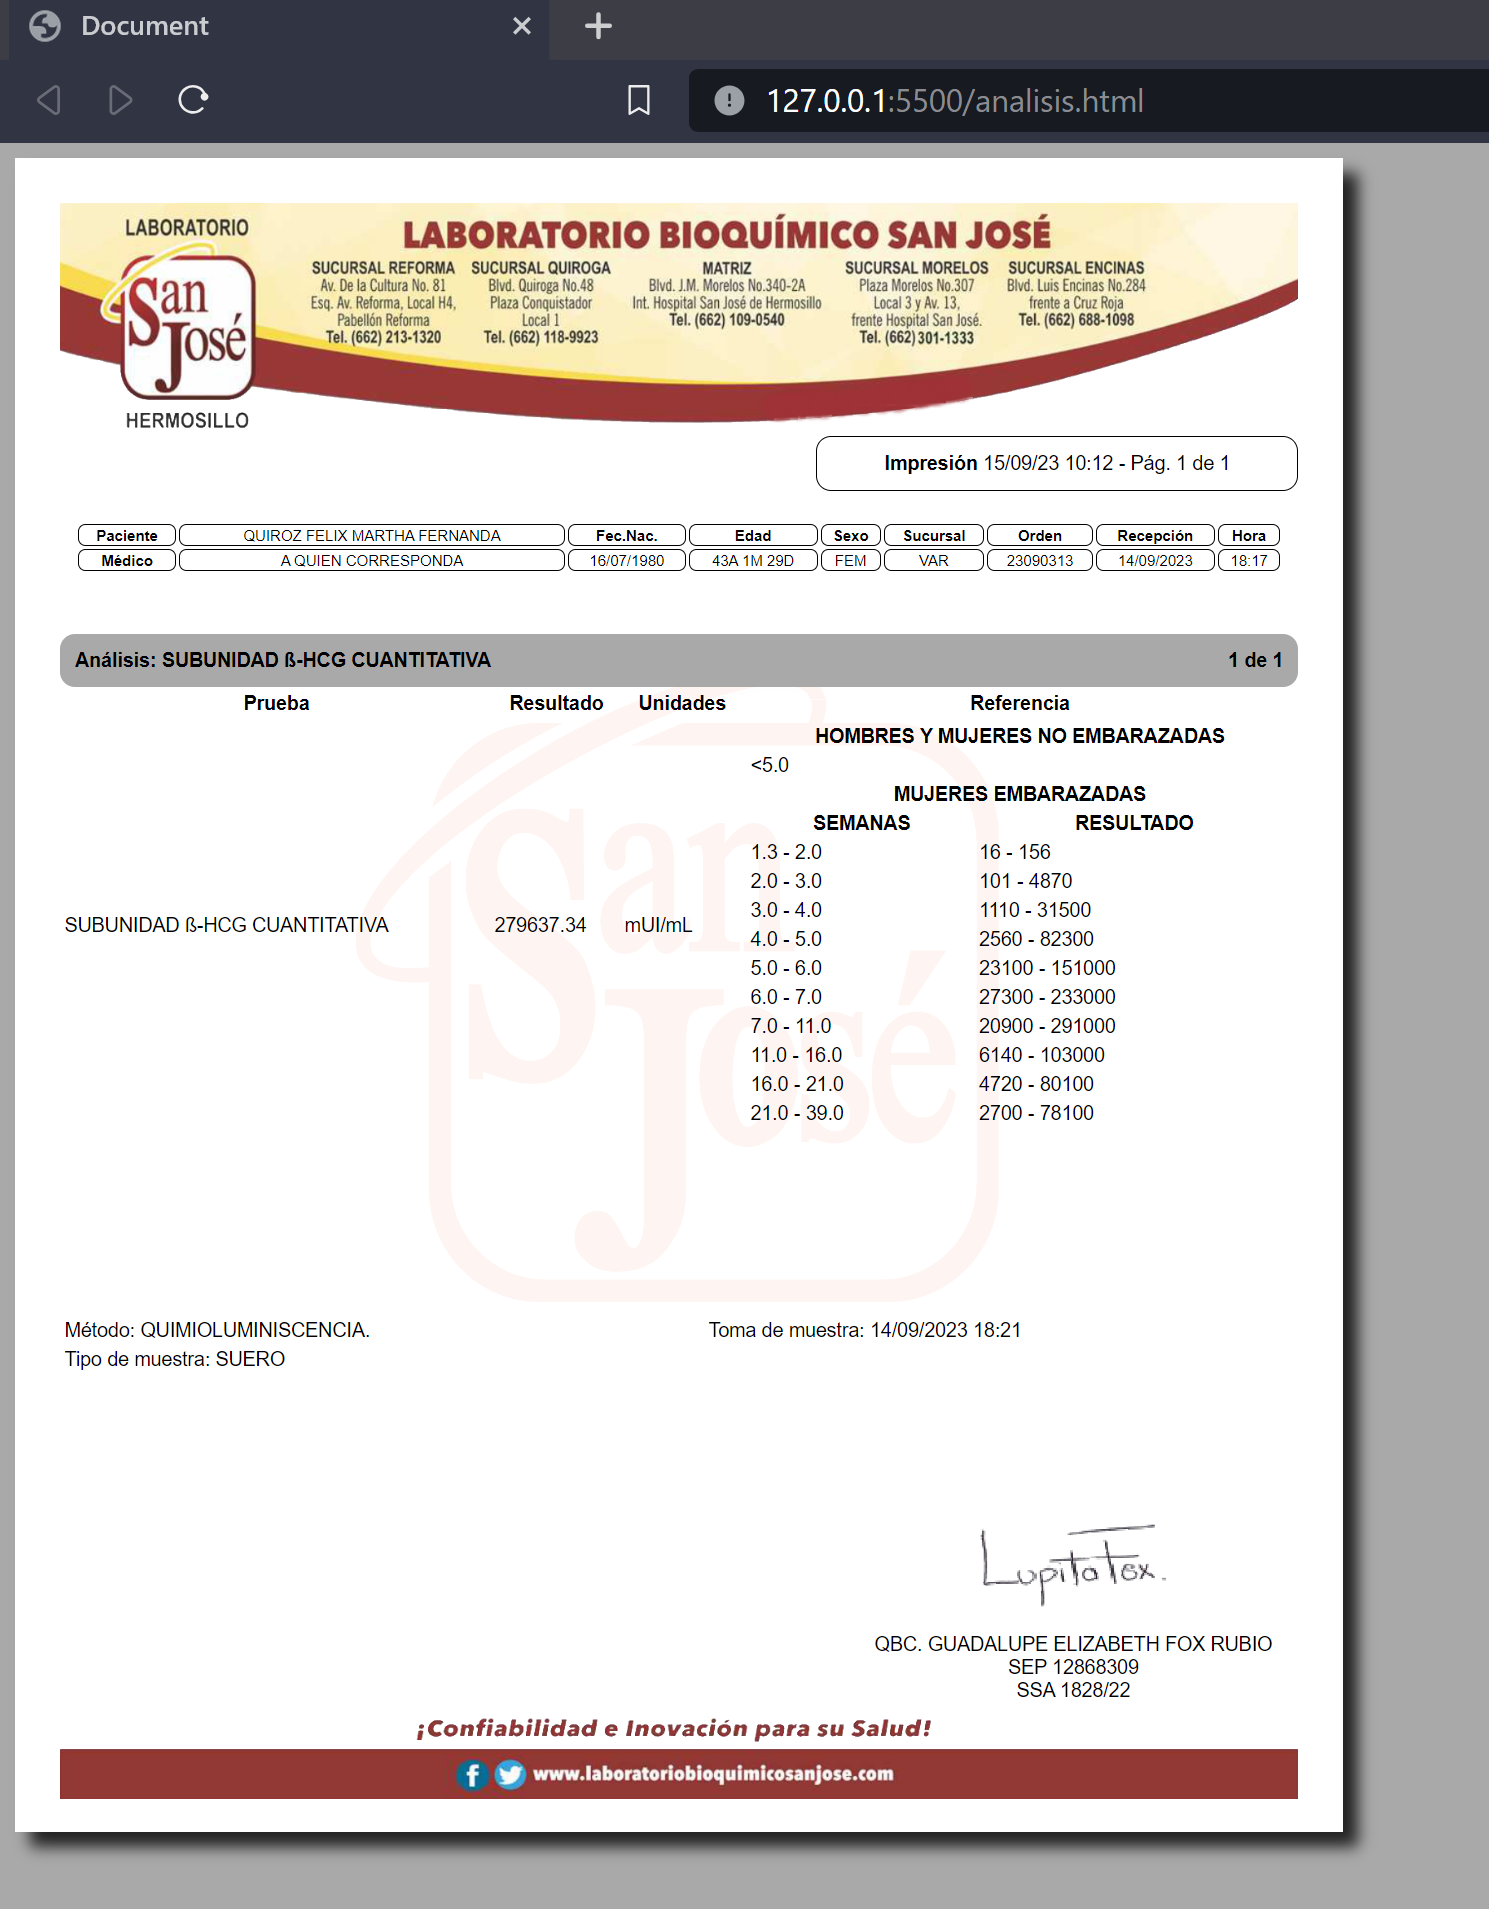 Document
127.0.0.1:5500/analisis.html
LABORATORIO
San José
HERMOSILLO
LABORATORIO BIOQUÍMICO SAN JOSÉ
SUCURSAL REFORMA
Av. De la Cultura No. 81
Esq. Av. Reforma, Local H4,
Pabellón Reforma
Tel. (662) 213-1320
SUCURSAL QUIROGA
Blvd. Quiroga No.48
Plaza Conquistador
Local 1
Tel. (662) 118-9923
MATRIZ
Blvd. J.M. Morelos No.340-2A
Int. Hospital San José de Hermosillo
Tel. (662) 109-0540
SUCURSAL MORELOS
Plaza Morelos No.307
Local 3 y Av. 13,
frente Hospital San José.
Tel. (662) 301-1333
SUCURSAL ENCINAS
Blvd. Luis Encinas No.284
frente a Cruz Roja
Tel. (662) 688-1098
Impresión 15/09/23 10:12 - Pág. 1 de 1
Paciente QUIROZ FELIX MARTHA FERNANDA Fec.Nac. Edad Sexo Sucursal Orden Recepción Hora
Médico A QUIEN CORRESPONDA 16/07/1980 43A 1M 29D FEM VAR 23090313 14/09/2023 18:17
Análisis: SUBUNIDAD ß-HCG CUANTITATIVA 1 de 1
Prueba Resultado Unidades Referencia
HOMBRES Y MUJERES NO EMBARAZADAS
<5.0
MUJERES EMBARAZADAS
SEMANAS RESULTADO
1.3 - 2.0 16 - 156
2.0 - 3.0 101 - 4870
3.0 - 4.0 1110 - 31500
SUBUNIDAD ß-HCG CUANTITATIVA 279637.34 mUI/mL
4.0 - 5.0 2560 - 82300
5.0 - 6.0 23100 - 151000
6.0 - 7.0 27300 - 233000
7.0 - 11.0 20900 - 291000
11.0 - 16.0 6140 - 103000
16.0 - 21.0 4720 - 80100
21.0 - 39.0 2700 - 78100
San José
Método: QUIMIOLUMINISCENCIA. Toma de muestra: 14/09/2023 18:21
Tipo de muestra: SUERO
Lupita Fox.
QBC. GUADALUPE ELIZABETH FOX RUBIO
SEP 12868309
SSA 1828/22
¡Confiabilidad e Inovación para su Salud!
www.laboratoriobioquimicosanjose.com